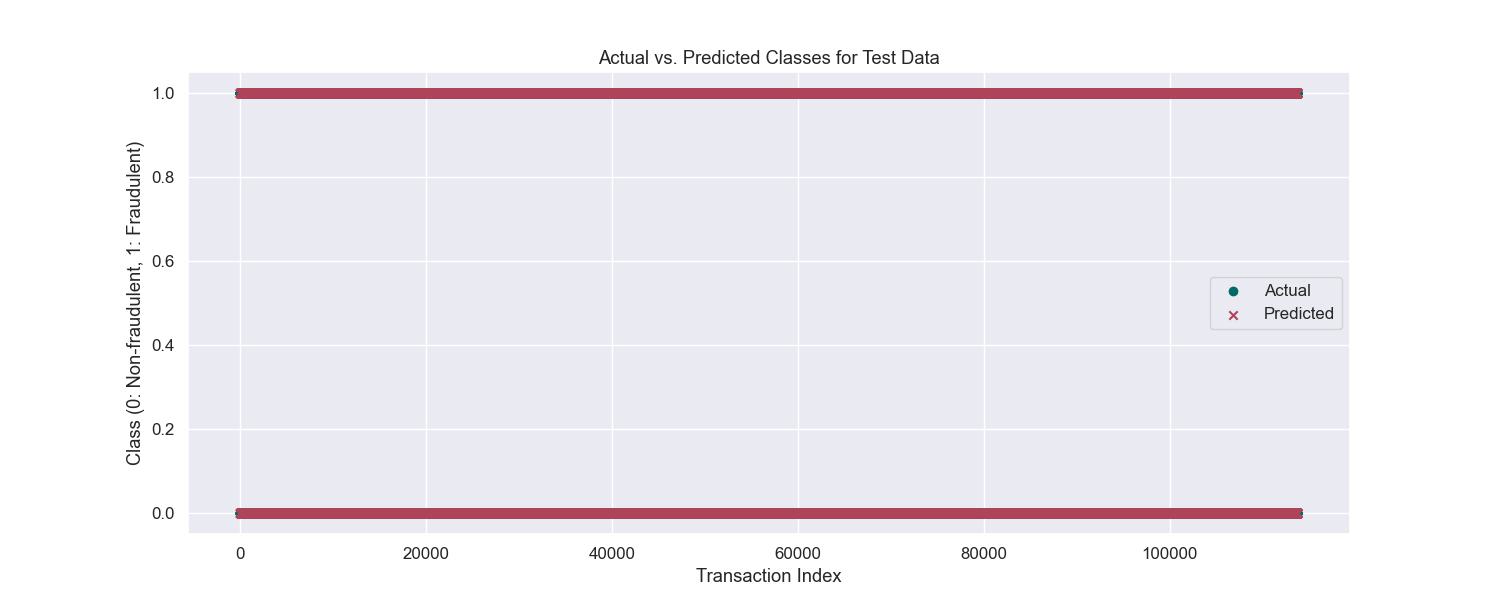 Actual vs. Predicted Classes for Test Data
Class (0: Non-fraudulent, 1: Fraudulent)
1.0
0.8
0.6
0.4
0.2
0.0
Actual
Predicted
0 20000 40000 60000 80000 100000
Transaction Index